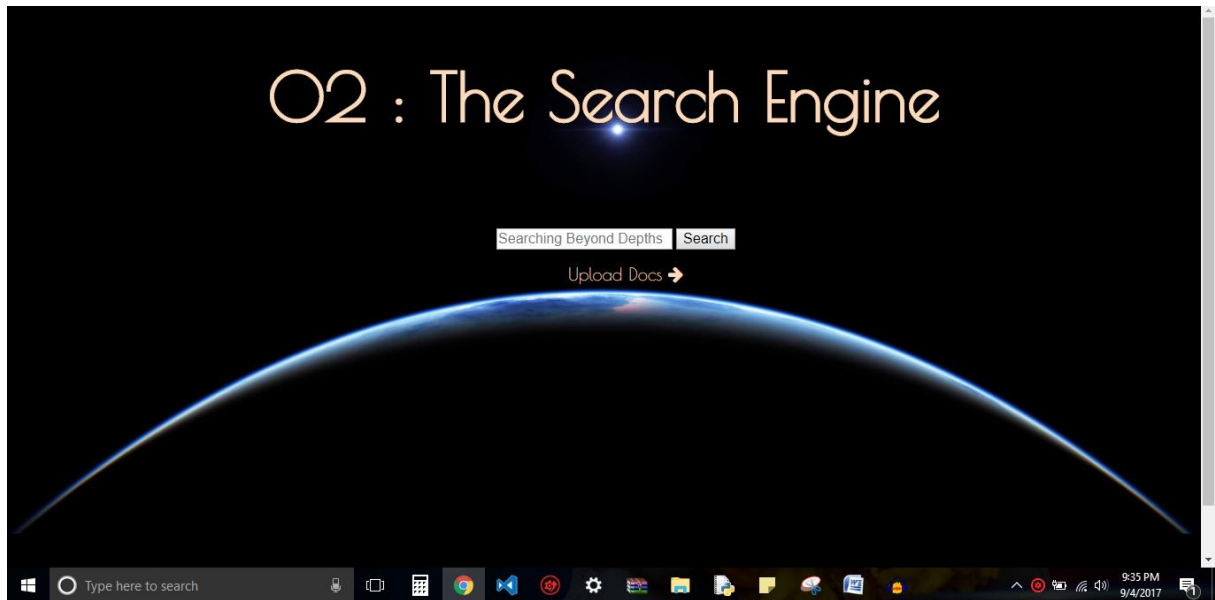 O2 : The Search Engine
Searching Beyond Depths Search
Upload Docs
Type here to search
9:35 PM
9/4/2017
1